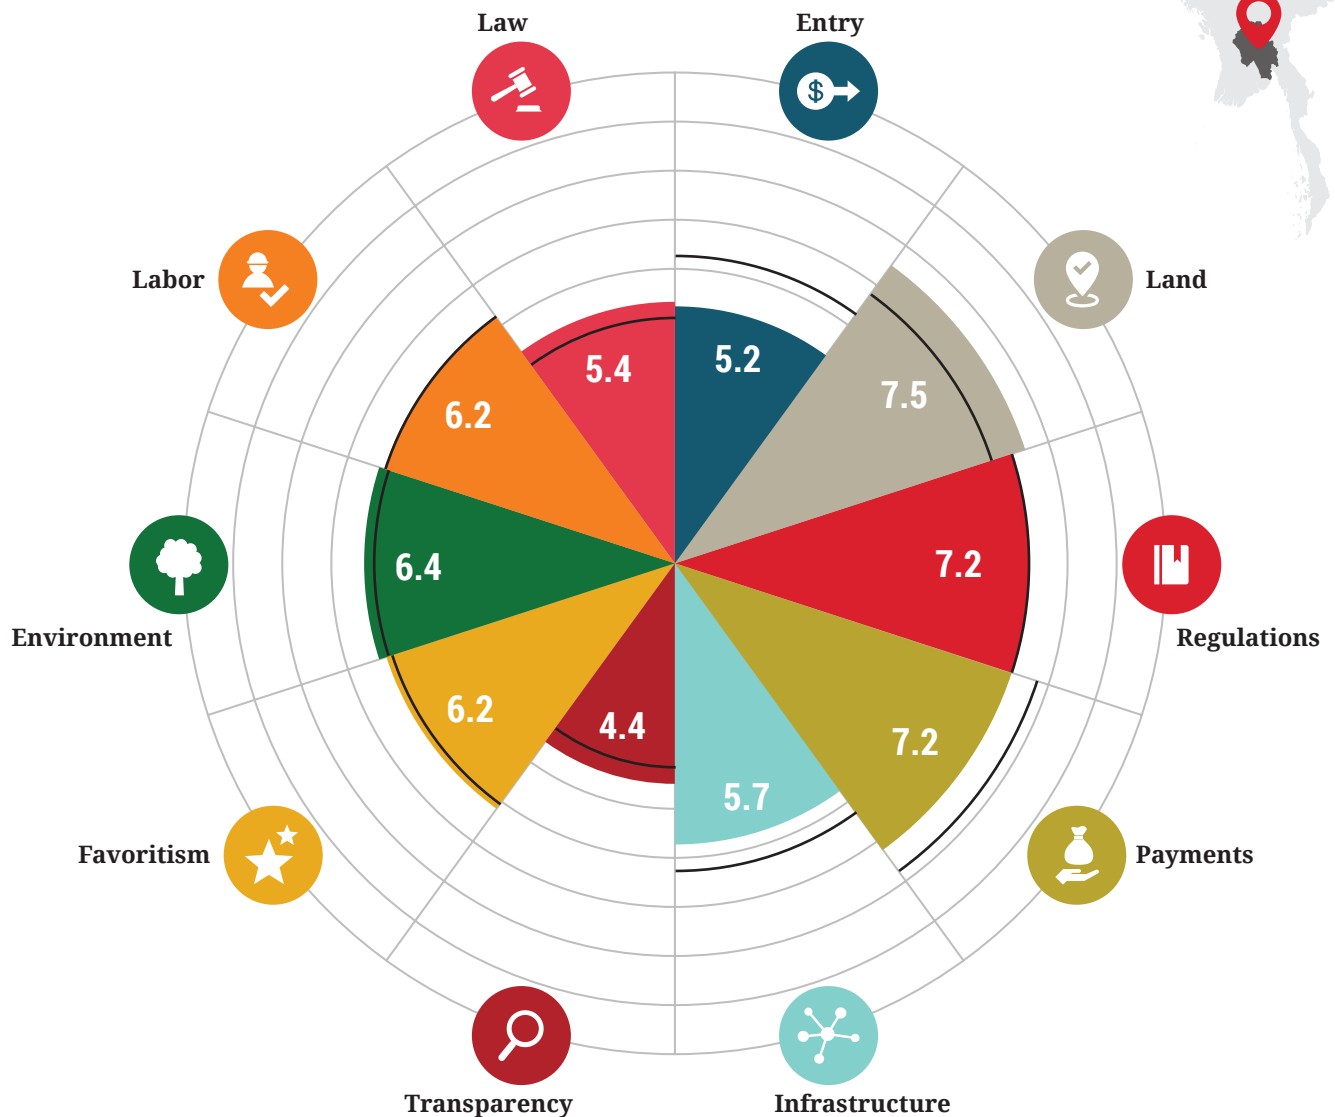 Law
Entry
$
Labor
Land
5.4
5.2
7.5
6.2
6.4
7.2
Environment
Regulations
6.2
4.4
5.7
7.2
Favoritism
Payments
Transparency
Infrastructure